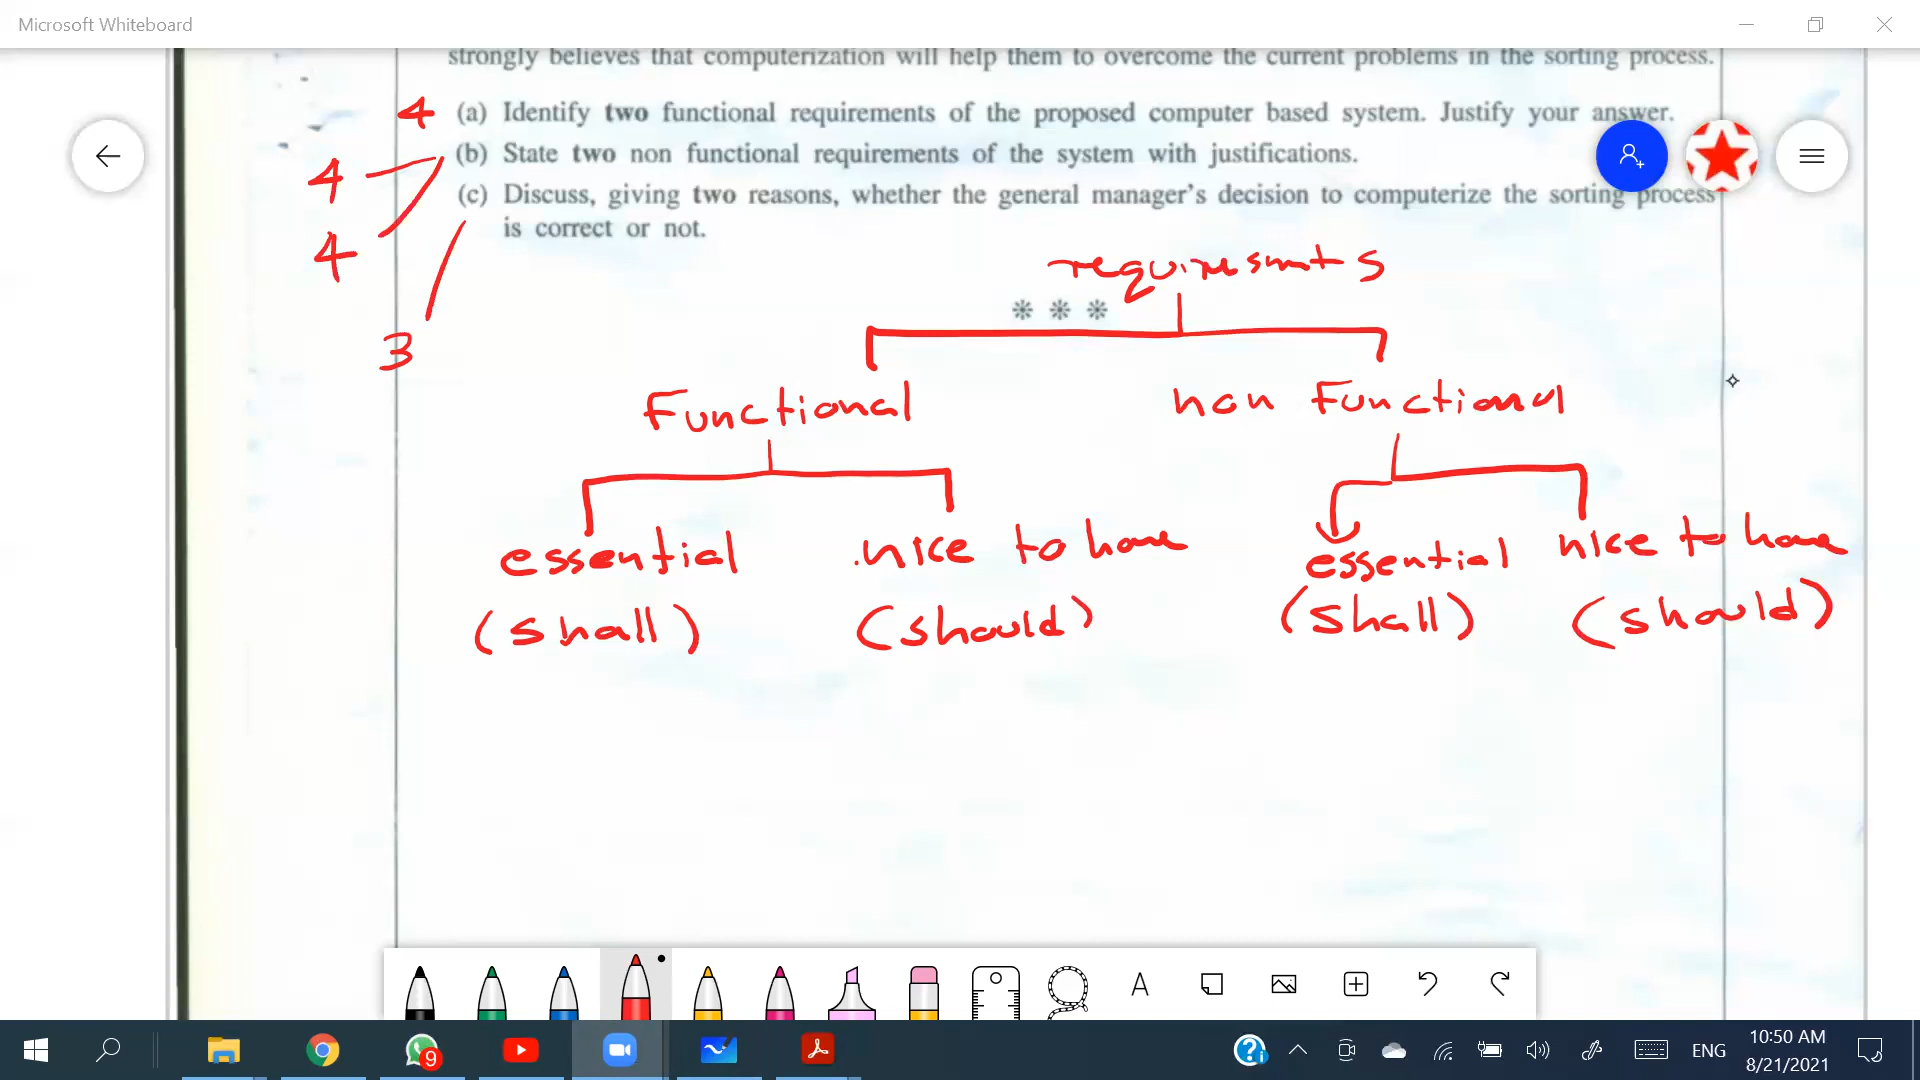 Microsoft Whiteboard
strongly believes that computerization will help them to overcome the current problems in the sorting process.
4 (a) Identify two functional requirements of the proposed computer based system. Justify your answer.
4 (b) State two non functional requirements of the system with justifications.
(c) Discuss, giving two reasons, whether the general manager's decision to computerize the sorting process
is correct or not.
4
3
requiresmts
* * *
Functional
non Functional
essential
nice to have
essential
nice to have
(shall)
(should)
(shall)
(should)
A
9
ENG
10:50 AM
8/21/2021